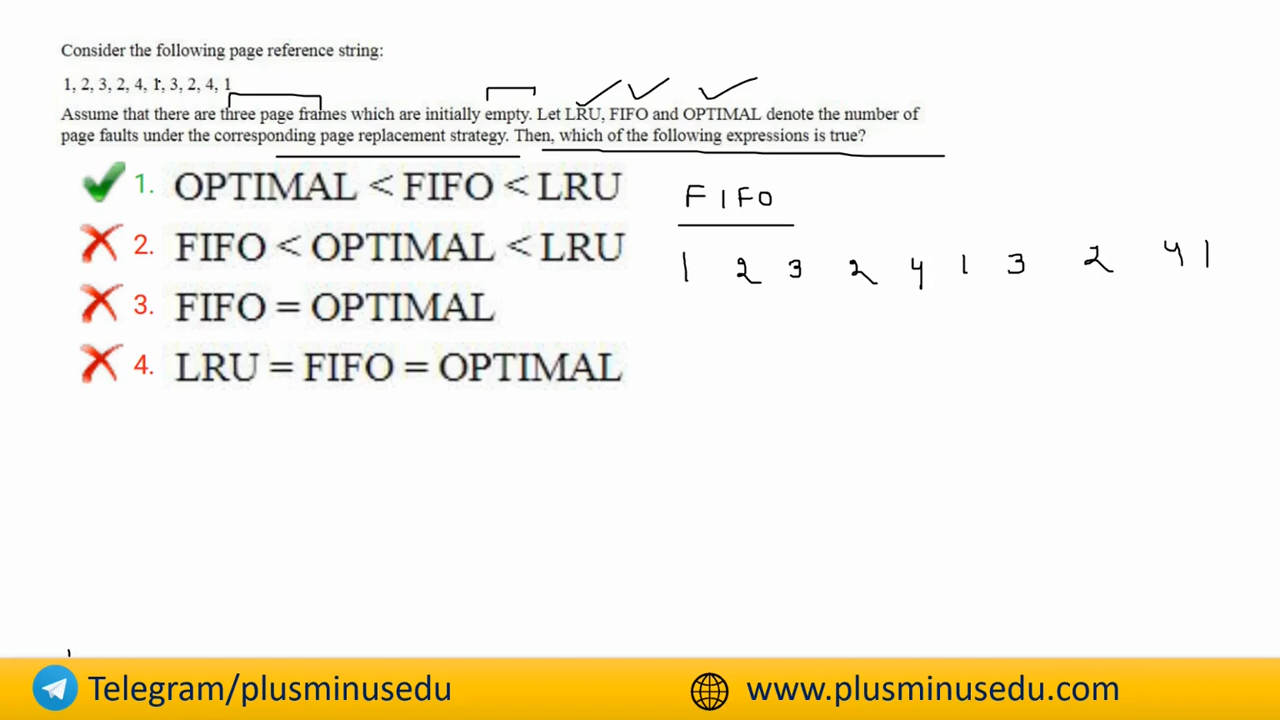 Consider the following page reference string:
1, 2, 3, 2, 4, 1, 3, 2, 4, 1
Assume that there are three page frames which are initially empty. Let LRU, FIFO and OPTIMAL denote the number of
page faults under the corresponding page replacement strategy. Then, which of the following expressions is true?
1. OPTIMAL < FIFO < LRU
2. FIFO < OPTIMAL < LRU
3. FIFO = OPTIMAL
4. LRU = FIFO = OPTIMAL
FIFO
1 2 3 2 4 1 3 2 4 1
Telegram/plusminusedu
www.plusminusedu.com